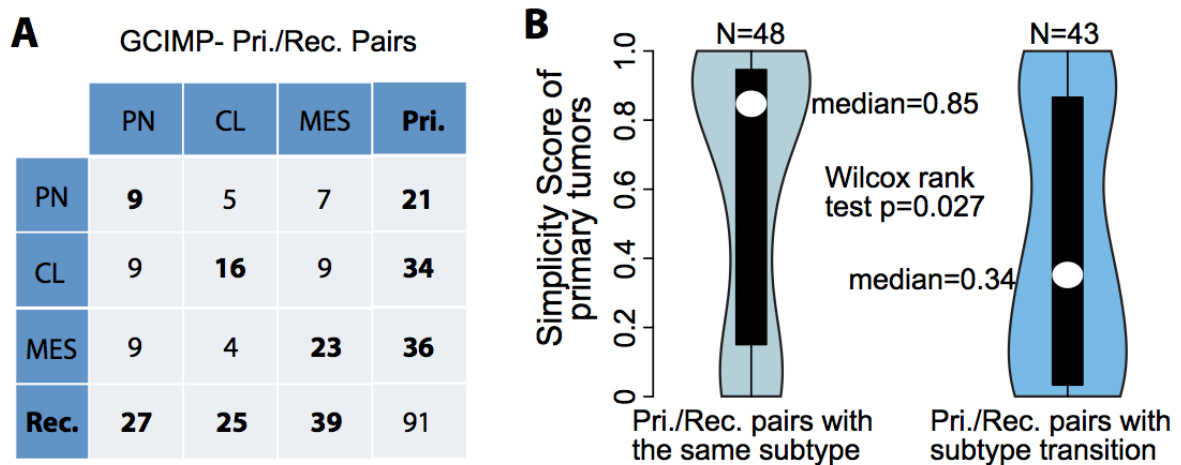 A
GCIMP- Pri./Rec. Pairs
PN CL MES Pri.
PN 9 5 7 21
CL 9 16 9 34
MES 9 4 23 36
Rec. 27 25 39 91
B
N=48
N=43
Simplicity Score of
primary tumors
1.0
0.8
0.6
0.4
0.2
0
median=0.85
Wilcox rank
test p=0.027
median=0.34
Pri./Rec. pairs with
the same subtype
Pri./Rec. pairs with
subtype transition